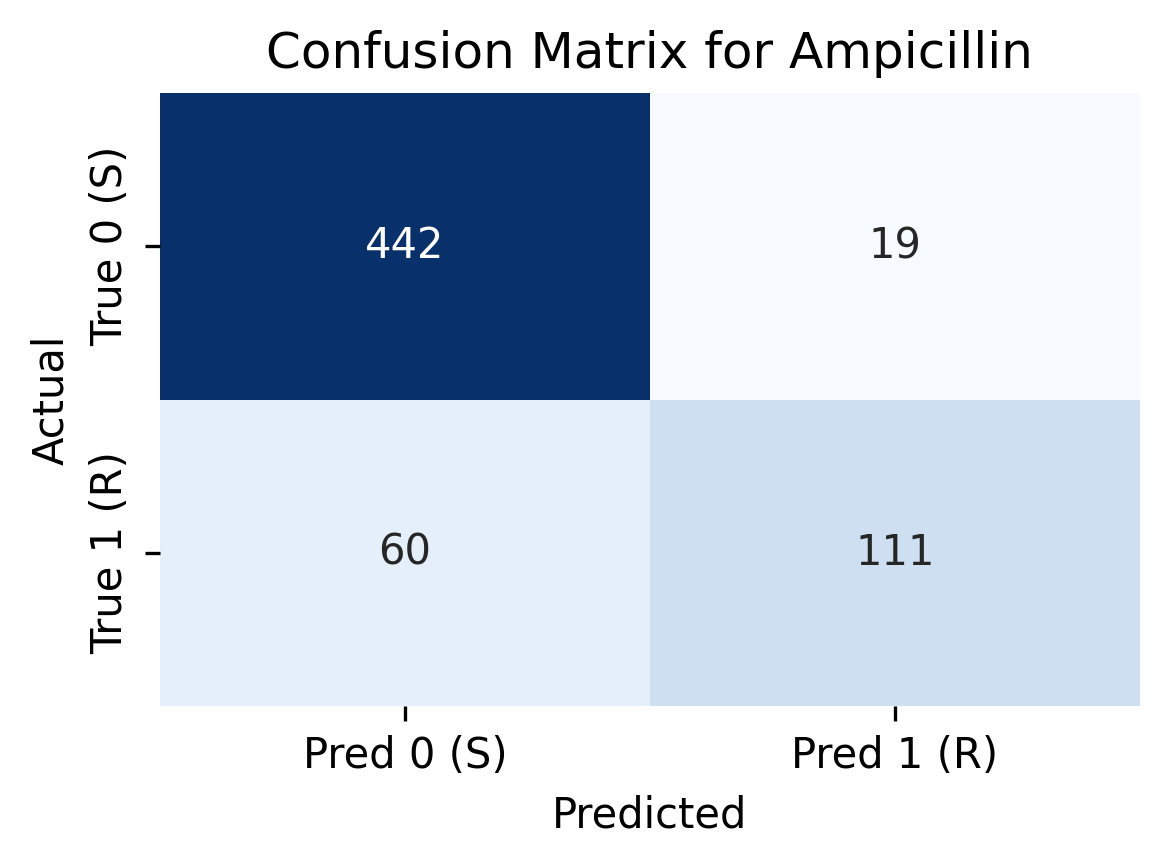 Confusion Matrix for Ampicillin
Actual
True 0 (S)
442
19
True 1 (R)
60
111
Pred 0 (S)
Pred 1 (R)
Predicted